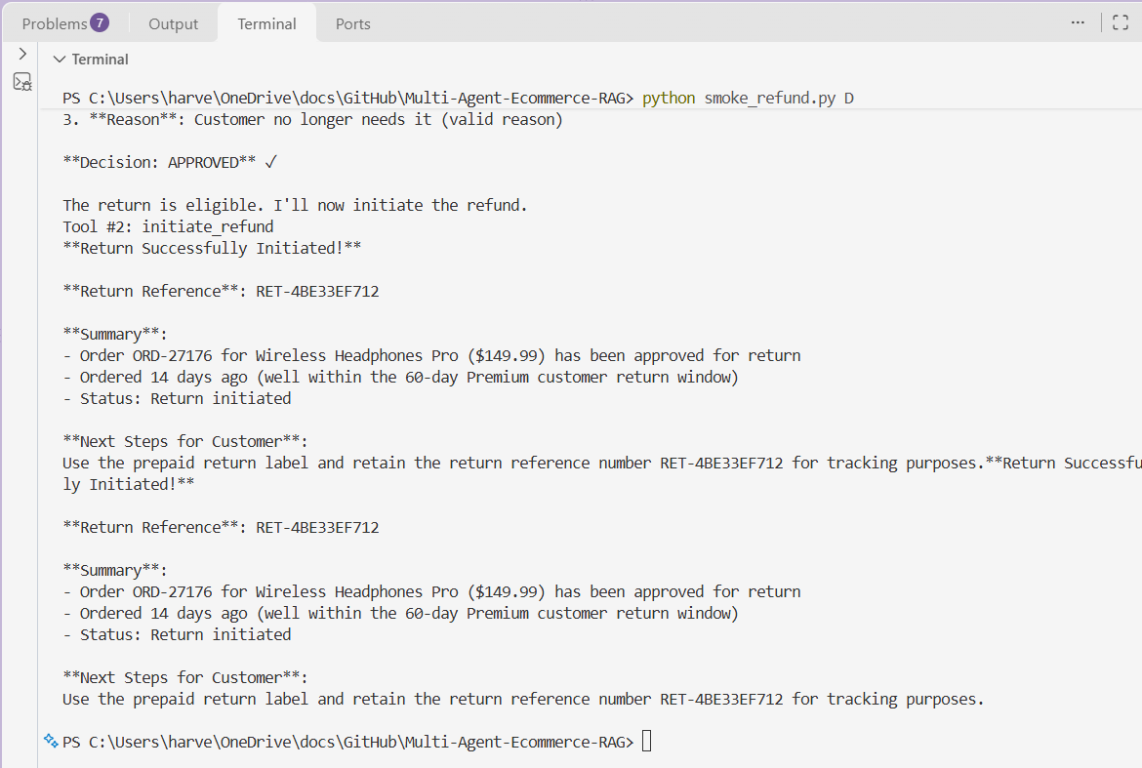 Problems 7 Output Terminal Ports ...
Terminal
PS C:\Users\harve\OneDrive\docs\GitHub\Multi-Agent-Ecommerce-RAG> python smoke_refund.py D
3. **Reason**: Customer no longer needs it (valid reason)
**Decision: APPROVED** ✓
The return is eligible. I'll now initiate the refund.
Tool #2: initiate_refund
**Return Successfully Initiated!**
**Return Reference**: RET-4BE33EF712
**Summary**:
- Order ORD-27176 for Wireless Headphones Pro ($149.99) has been approved for return
- Ordered 14 days ago (well within the 60-day Premium customer return window)
- Status: Return initiated
**Next Steps for Customer**:
Use the prepaid return label and retain the return reference number RET-4BE33EF712 for tracking purposes.**Return Successfu
ly Initiated!**
**Return Reference**: RET-4BE33EF712
**Summary**:
- Order ORD-27176 for Wireless Headphones Pro ($149.99) has been approved for return
- Ordered 14 days ago (well within the 60-day Premium customer return window)
- Status: Return initiated
**Next Steps for Customer**:
Use the prepaid return label and retain the return reference number RET-4BE33EF712 for tracking purposes.
PS C:\Users\harve\OneDrive\docs\GitHub\Multi-Agent-Ecommerce-RAG>